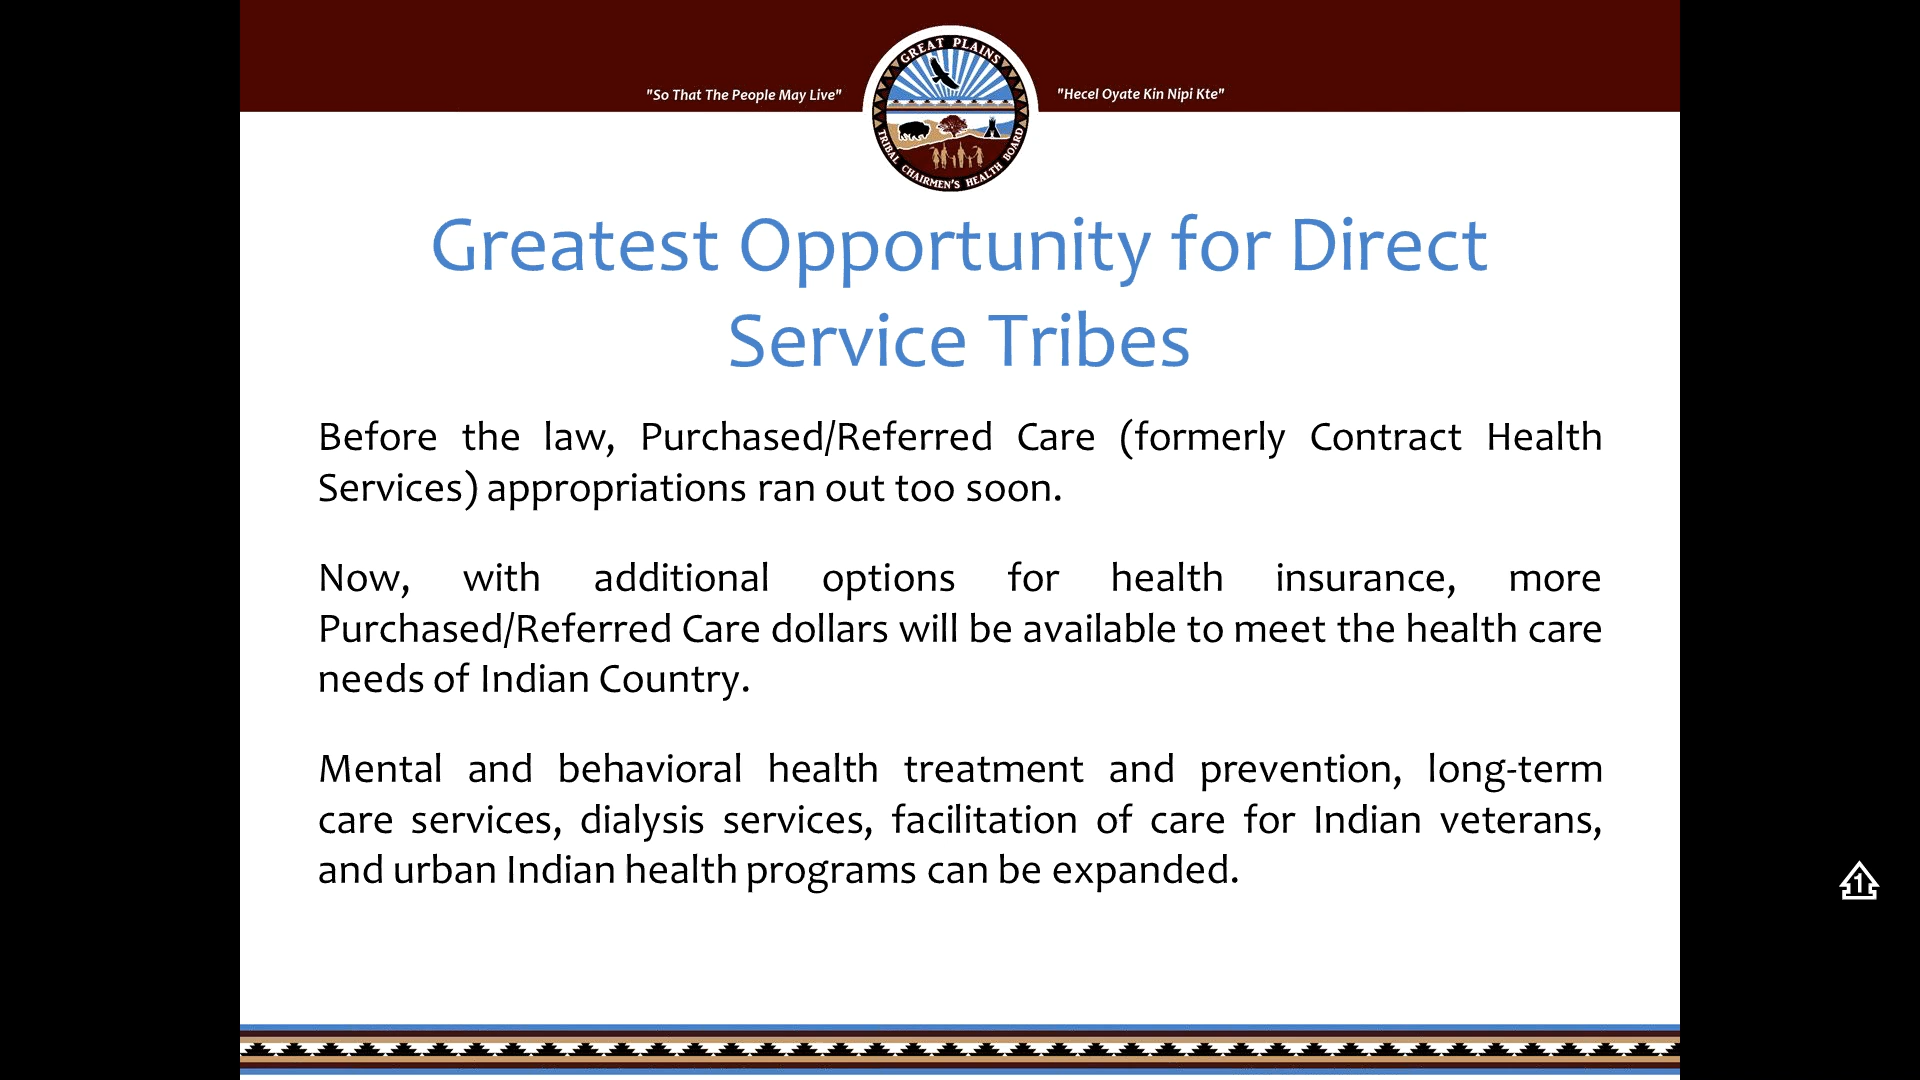 "So That The People May Live"
GREAT PLAINS
TRIBAL CHAIRMEN'S HEALTH BOARD
"Hecel Oyate Kin Nipi Kte"
Greatest Opportunity for Direct
Service Tribes
Before the law, Purchased/Referred Care (formerly Contract Health
Services) appropriations ran out too soon.
Now, with additional options for health insurance, more
Purchased/Referred Care dollars will be available to meet the health care
needs of Indian Country.
Mental and behavioral health treatment and prevention, long-term
care services, dialysis services, facilitation of care for Indian veterans,
and urban Indian health programs can be expanded.
1